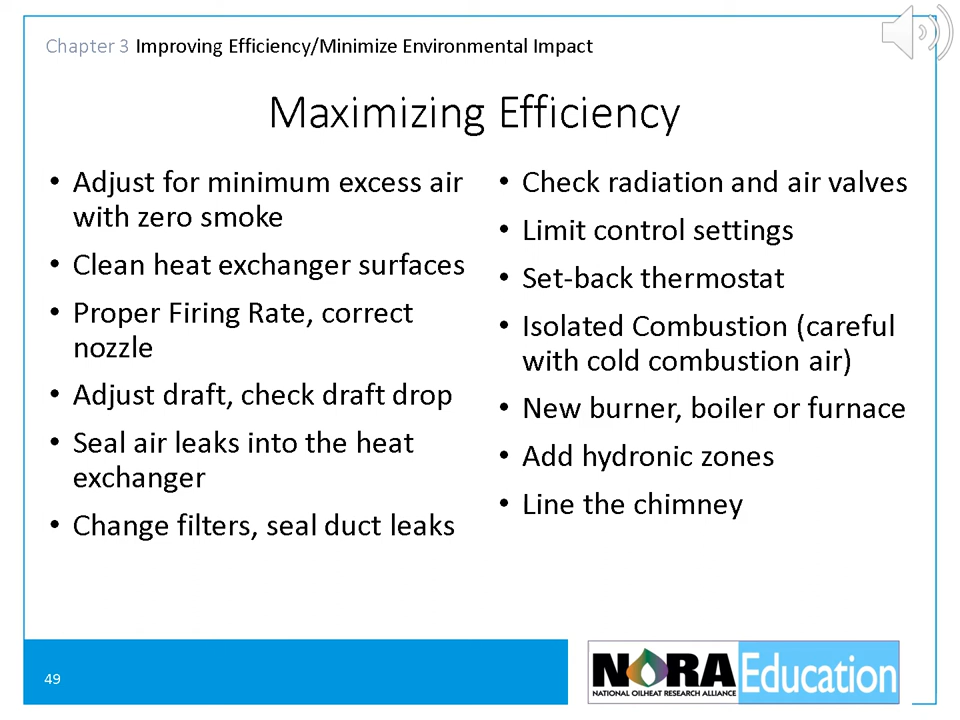 Chapter 3 Improving Efficiency/Minimize Environmental Impact
Maximizing Efficiency
• Adjust for minimum excess air
with zero smoke
• Clean heat exchanger surfaces
• Proper Firing Rate, correct
nozzle
• Adjust draft, check draft drop
• Seal air leaks into the heat
exchanger
• Change filters, seal duct leaks
• Check radiation and air valves
• Limit control settings
• Set-back thermostat
• Isolated Combustion (careful
with cold combustion air)
• New burner, boiler or furnace
• Add hydronic zones
• Line the chimney
49
NORA Education
NATIONAL OILHEAT RESEARCH ALLIANCE